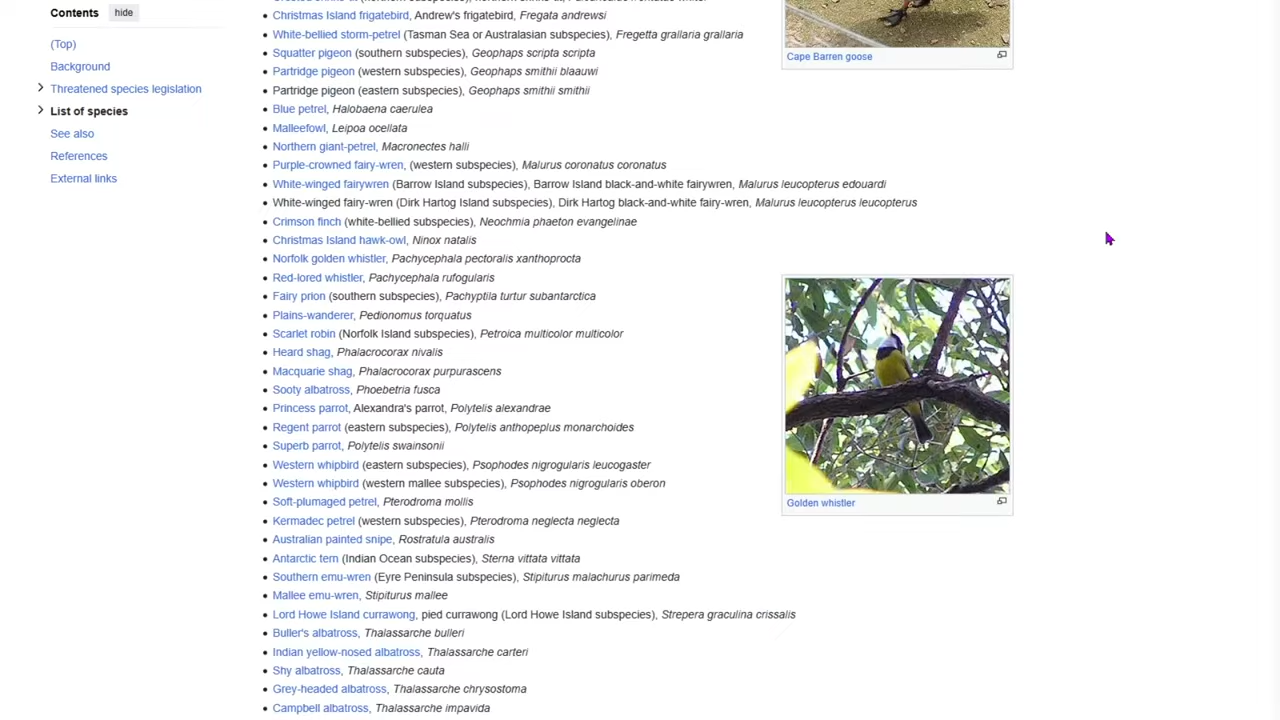 Contents hide
(Top)
Background
Threatened species legislation
List of species
See also
References
External links
Christmas Island frigatebird, Andrew's frigatebird, Fregata andrewsi
White-bellied storm-petrel (Tasman Sea or Australasian subspecies), Fregetta grallaria grallaria
Squatter pigeon (southern subspecies), Geophaps scripta scripta
Partridge pigeon (western subspecies), Geophaps smithii blaauwi
Partridge pigeon (eastern subspecies), Geophaps smithii smithii
Blue petrel, Halobaena caerulea
Malleefowl, Leipoa ocellata
Northern giant-petrel, Macronectes halli
Purple-crowned fairy-wren, (western subspecies), Malurus coronatus coronatus
White-winged fairywren (Barrow Island subspecies), Barrow Island black-and-white fairywren, Malurus leucopterus edouardi
White-winged fairy-wren (Dirk Hartog Island subspecies), Dirk Hartog black-and-white fairy-wren, Malurus leucopterus leucopterus
Crimson finch (white-bellied subspecies), Neochmia phaeton evangelinae
Christmas Island hawk-owl, Ninox natalis
Norfolk golden whistler, Pachycephala pectoralis xanthoprocta
Red-lored whistler, Pachycephala rufogularis
Fairy prion (southern subspecies), Pachyptila turtur subantarctica
Plains-wanderer, Pedionomus torquatus
Scarlet robin (Norfolk Island subspecies), Petroica multicolor multicolor
Heard shag, Phalacrocorax nivalis
Macquarie shag, Phalacrocorax purpurascens
Sooty albatross, Phoebetria fusca
Princess parrot, Alexandra's parrot, Polytelis alexandrae
Regent parrot (eastern subspecies), Polytelis anthopeplus monarchoides
Superb parrot, Polytelis swainsonii
Western whipbird (eastern subspecies), Psophodes nigrogularis leucogaster
Western whipbird (western mallee subspecies), Psophodes nigrogularis oberon
Soft-plumaged petrel, Pterodroma mollis
Kermadec petrel (western subspecies), Pterodroma neglecta neglecta
Australian painted snipe, Rostratula australis
Antarctic tern (Indian Ocean subspecies), Sterna vittata vittata
Southern emu-wren (Eyre Peninsula subspecies), Stipiturus malachurus parimeda
Mallee emu-wren, Stipiturus mallee
Lord Howe Island currawong, pied currawong (Lord Howe Island subspecies), Strepera graculina crissalis
Buller's albatross, Thalassarche bulleri
Indian yellow-nosed albatross, Thalassarche carteri
Shy albatross, Thalassarche cauta
Grey-headed albatross, Thalassarche chrysostoma
Campbell albatross, Thalassarche impavida
Cape Barren goose
Golden whistler